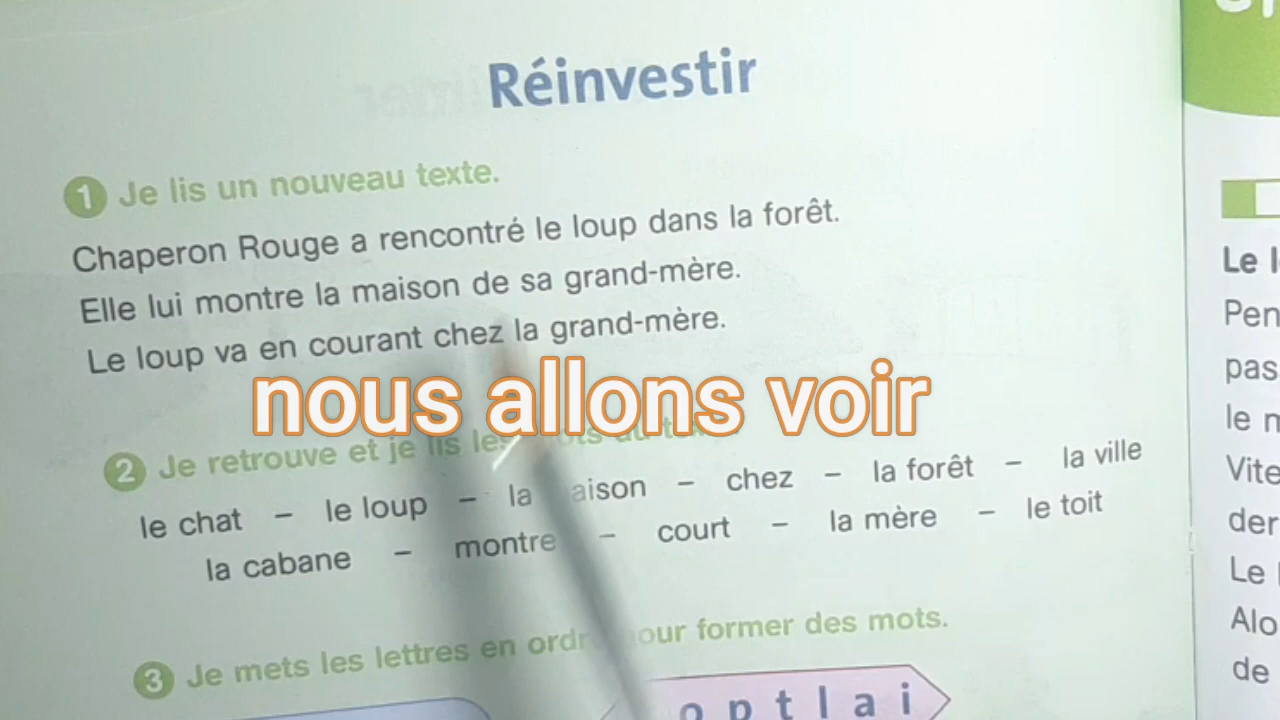 Réinvestir
1 Je lis un nouveau texte.
Chaperon Rouge a rencontré le loup dans la forêt.
Elle lui montre la maison de sa grand-mère.
Le loup va en courant chez la grand-mère.
nous allons voir
2 Je retrouve et je lis les
le chat – le loup – la – chez – la forêt – la ville
la cabane – montre – court – la mère – le toit
3 Je mets les lettres en former des mots.
o p t l a i
Le
Pen
pas
le
Vite
der
Le
Alo
de